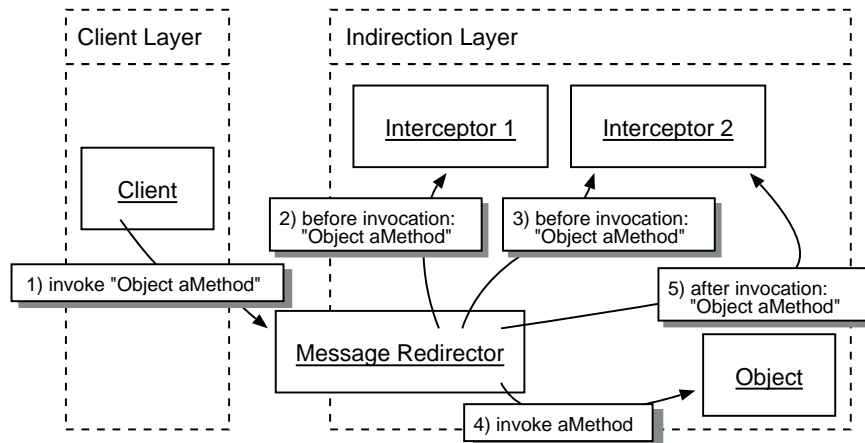 Client Layer
Indirection Layer
Interceptor 1
Interceptor 2
Client
2) before invocation:
"Object aMethod"
3) before invocation:
"Object aMethod"
1) invoke "Object aMethod"
5) after invocation:
"Object aMethod"
Message Redirector
Object
4) invoke aMethod